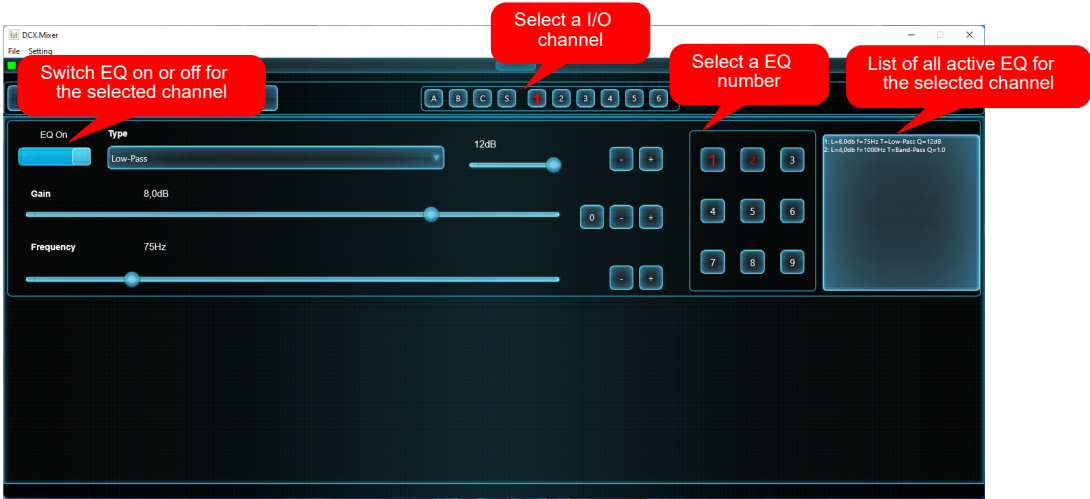 Select a I/O
channel
DCX.Mixer
File Setting
Switch EQ on or off for
the selected channel
Select a EQ
number
List of all active EQ for
the selected channel
A B C S 1 2 3 4 5 6
EQ On
Type
12dB
Low-Pass
- +
1 2 3
1: L=8,0db f=75Hz T=Low-Pass Q=12dB
2: L=4,0db f=1000Hz T=Band-Pass Q=1.0
Gain
8,0dB
0 - +
4 5 6
Frequency
75Hz
- +
7 8 9